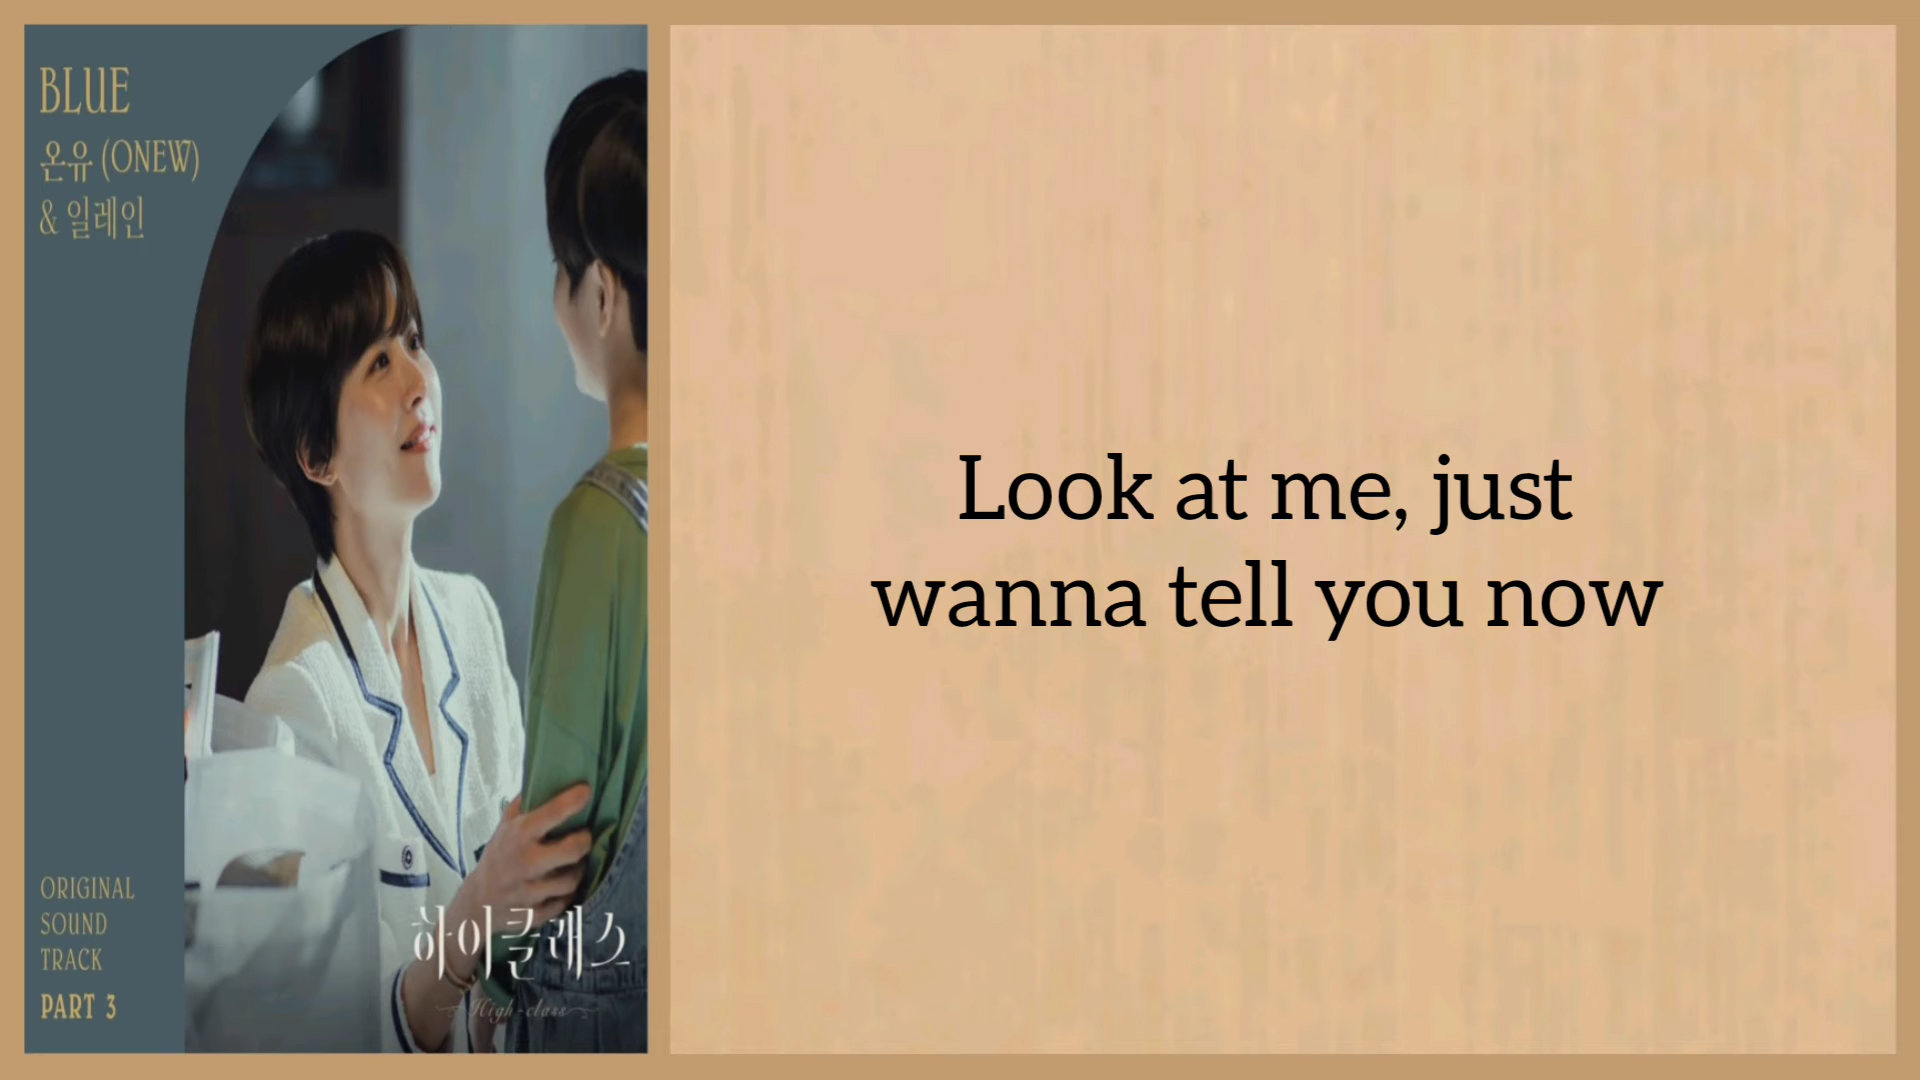 BLUE
온유 (ONEW)
& 일레인
ORIGINAL
SOUND
TRACK
PART 3
하이클래스
High-class
Look at me, just
wanna tell you now